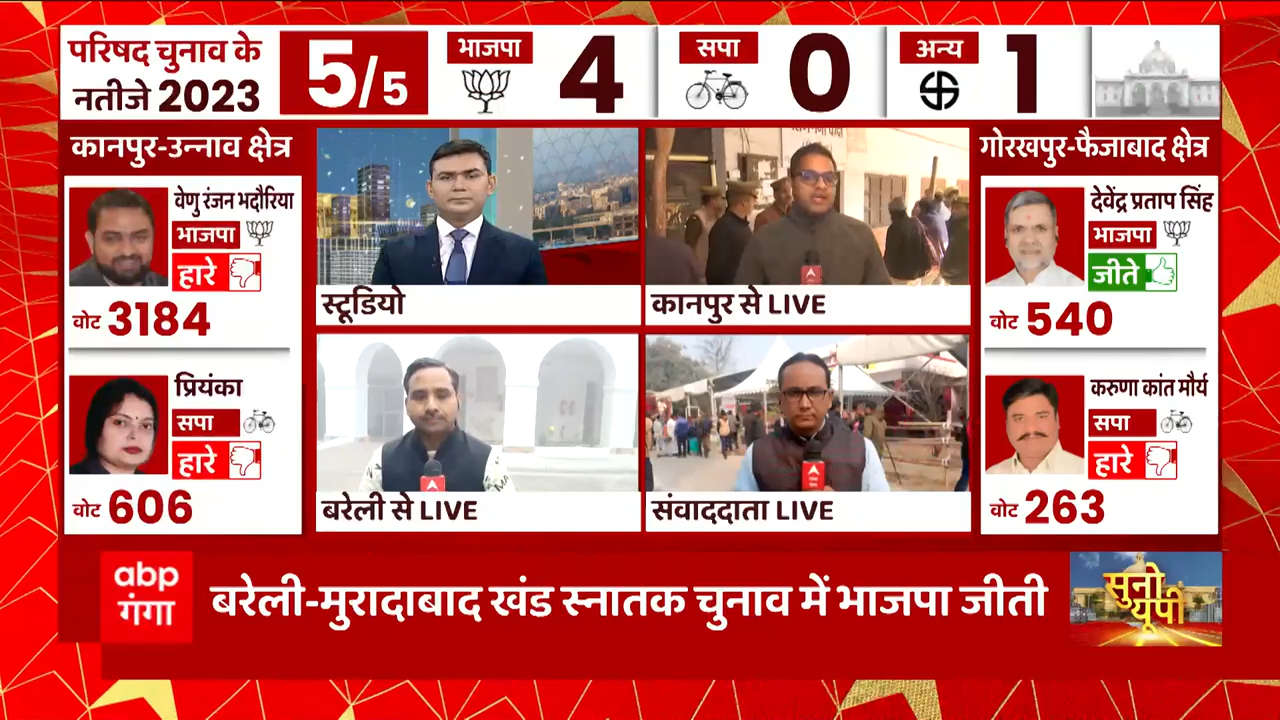 परिषद चुनाव के
नतीजे 2023
5/5
भाजपा
4
सपा
0
अन्य
1
कानपुर-उन्नाव क्षेत्र
वेणु रंजन भदौरिया
भाजपा
हारे
वोट 3184
प्रियंका
सपा
हारे
वोट 606
स्टूडियो
कानपुर से LIVE
बरेली से LIVE
संवाददाता LIVE
गोरखपुर-फैजाबाद क्षेत्र
देवेंद्र प्रताप सिंह
भाजपा
जीते
वोट 540
करुणा कांत मौर्य
सपा
हारे
वोट 263
abp
गंगा
बरेली-मुरादाबाद खंड स्नातक चुनाव में भाजपा जीती
सुनो
यूपी